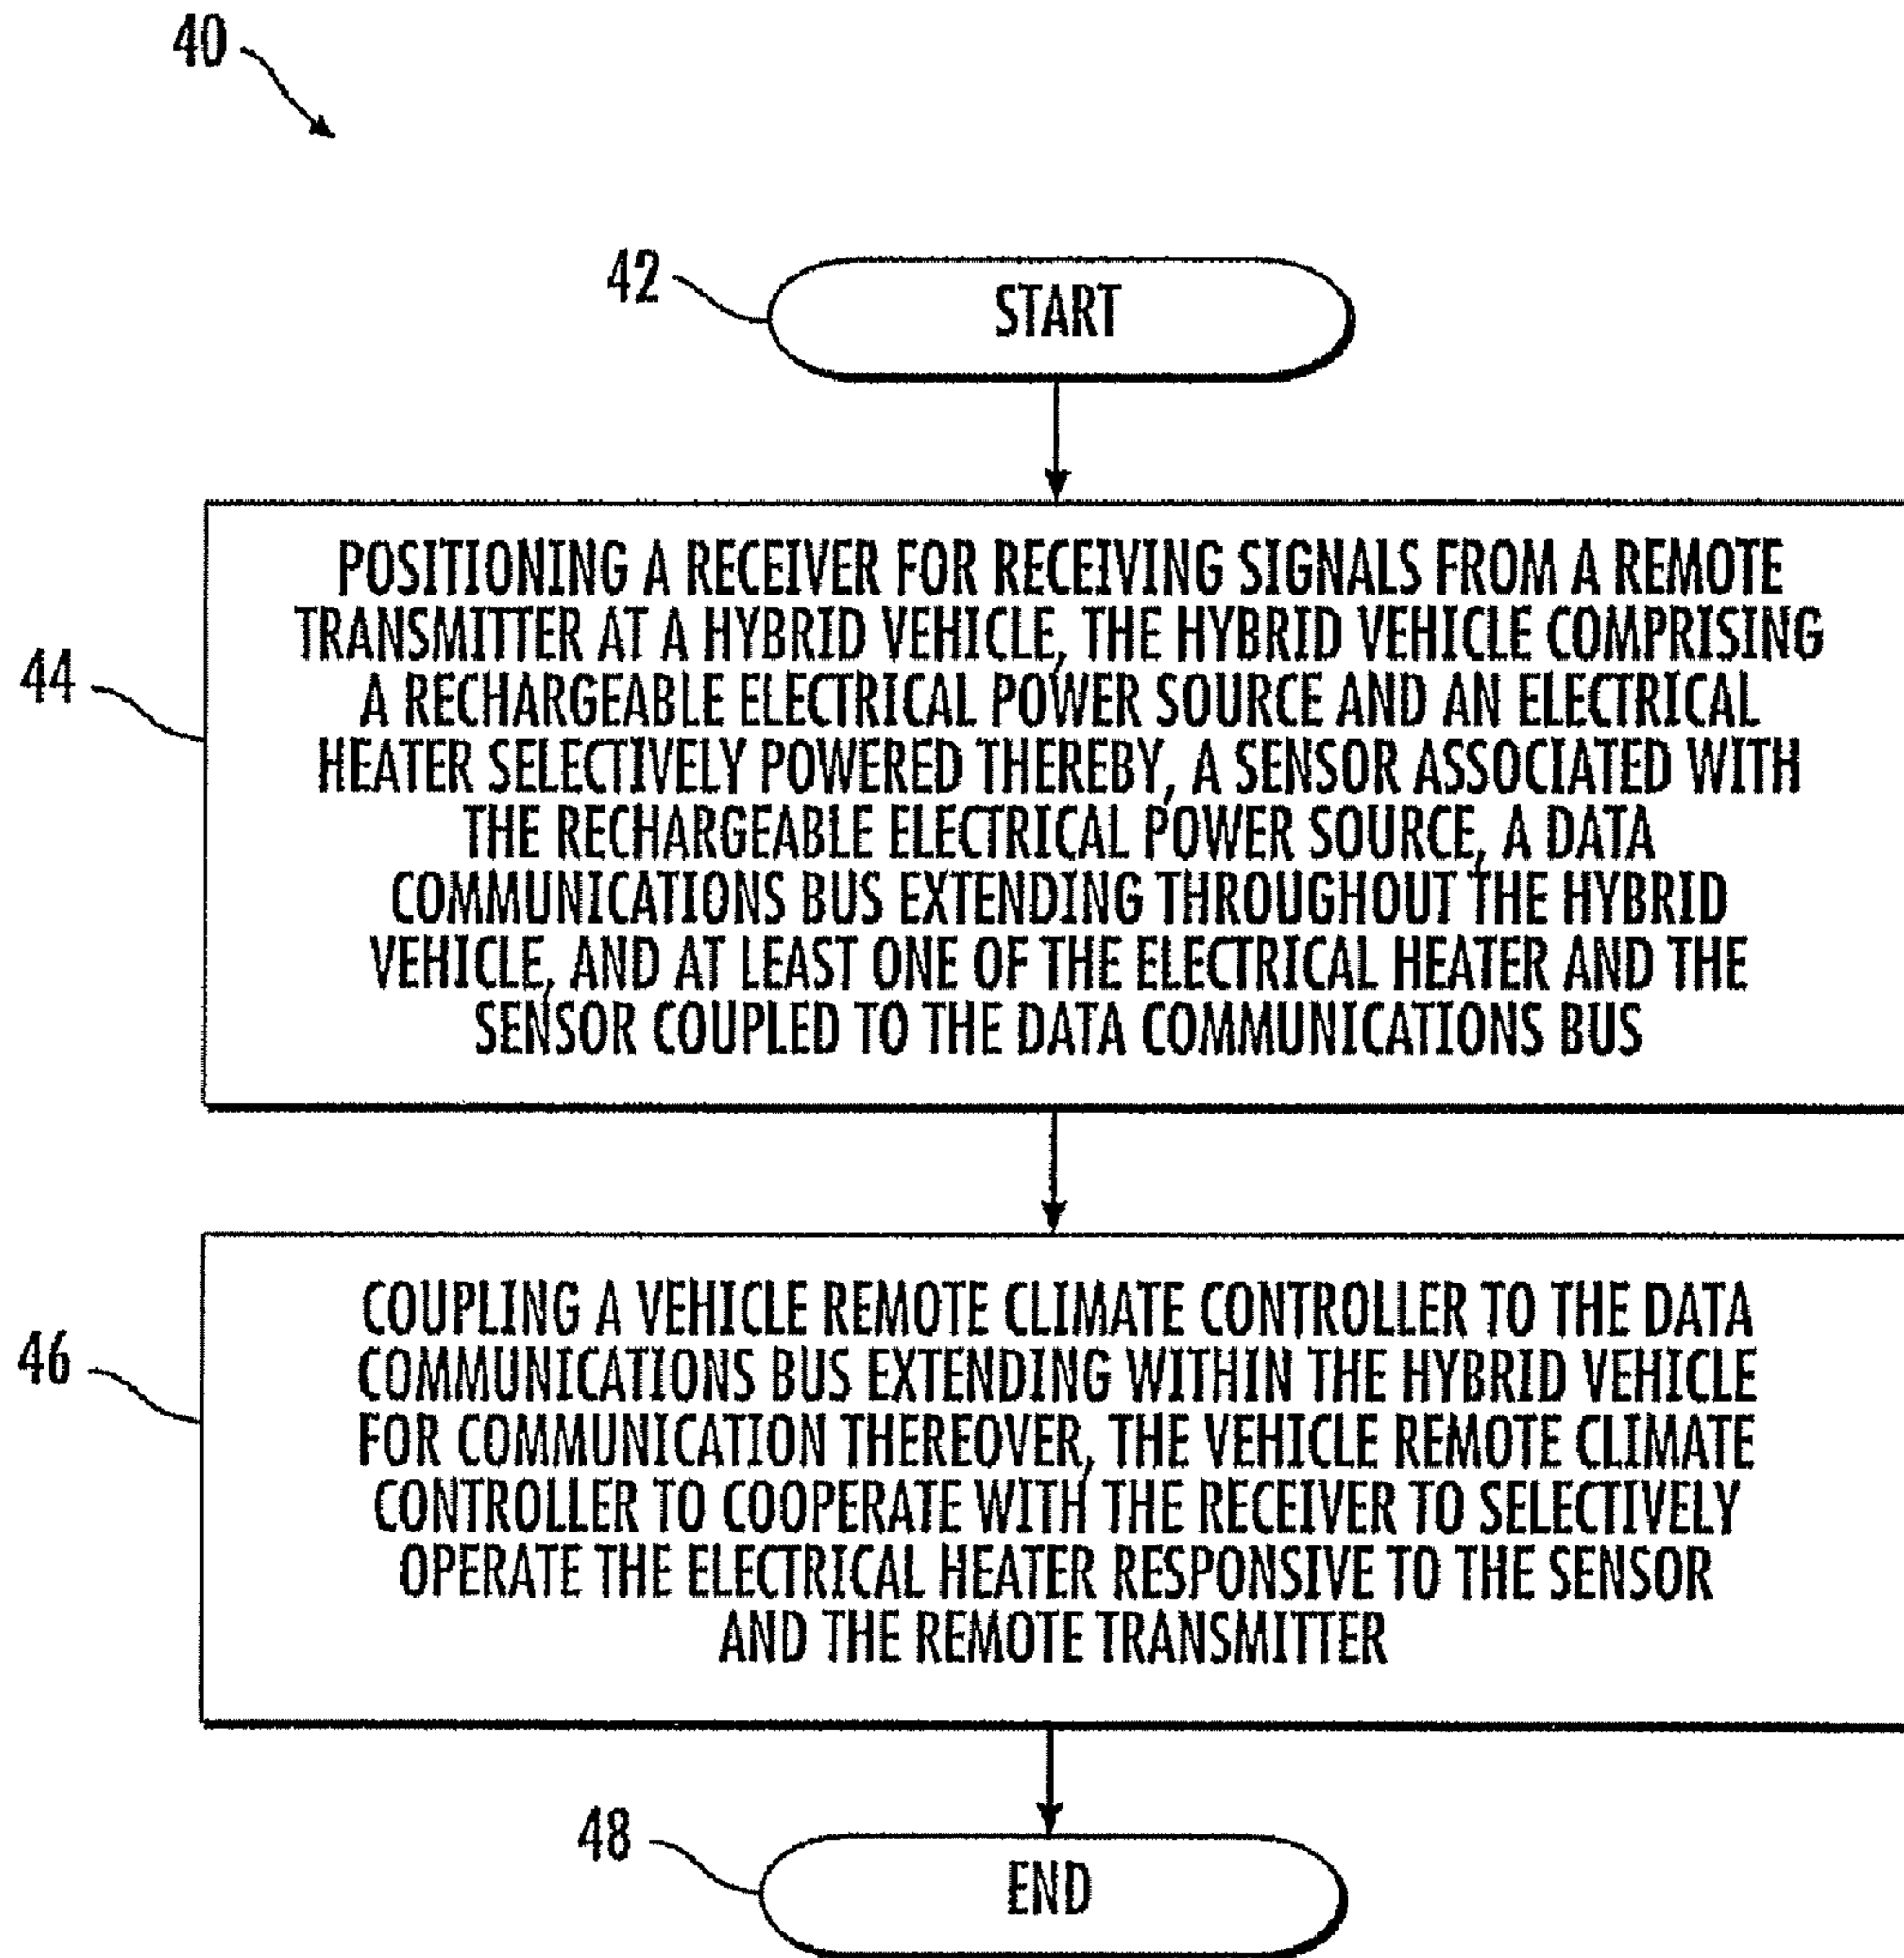 40
42
START
44
POSITIONING A RECEIVER FOR RECEIVING SIGNALS FROM A REMOTE
TRANSMITTER AT A HYBRID VEHICLE, THE HYBRID VEHICLE COMPRISING
A RECHARGEABLE ELECTRICAL POWER SOURCE AND AN ELECTRICAL
HEATER SELECTIVELY POWERED THEREBY, A SENSOR ASSOCIATED WITH
THE RECHARGEABLE ELECTRICAL POWER SOURCE, A DATA
COMMUNICATIONS BUS EXTENDING THROUGHOUT THE HYBRID
VEHICLE, AND AT LEAST ONE OF THE ELECTRICAL HEATER AND THE
SENSOR COUPLED TO THE DATA COMMUNICATIONS BUS
46
COUPLING A VEHICLE REMOTE CLIMATE CONTROLLER TO THE DATA
COMMUNICATIONS BUS EXTENDING WITHIN THE HYBRID VEHICLE
FOR COMMUNICATION THEREOVER, THE VEHICLE REMOTE CLIMATE
CONTROLLER TO COOPERATE WITH THE RECEIVER TO SELECTIVELY
OPERATE THE ELECTRICAL HEATER RESPONSIVE TO THE SENSOR
AND THE REMOTE TRANSMITTER
48
END